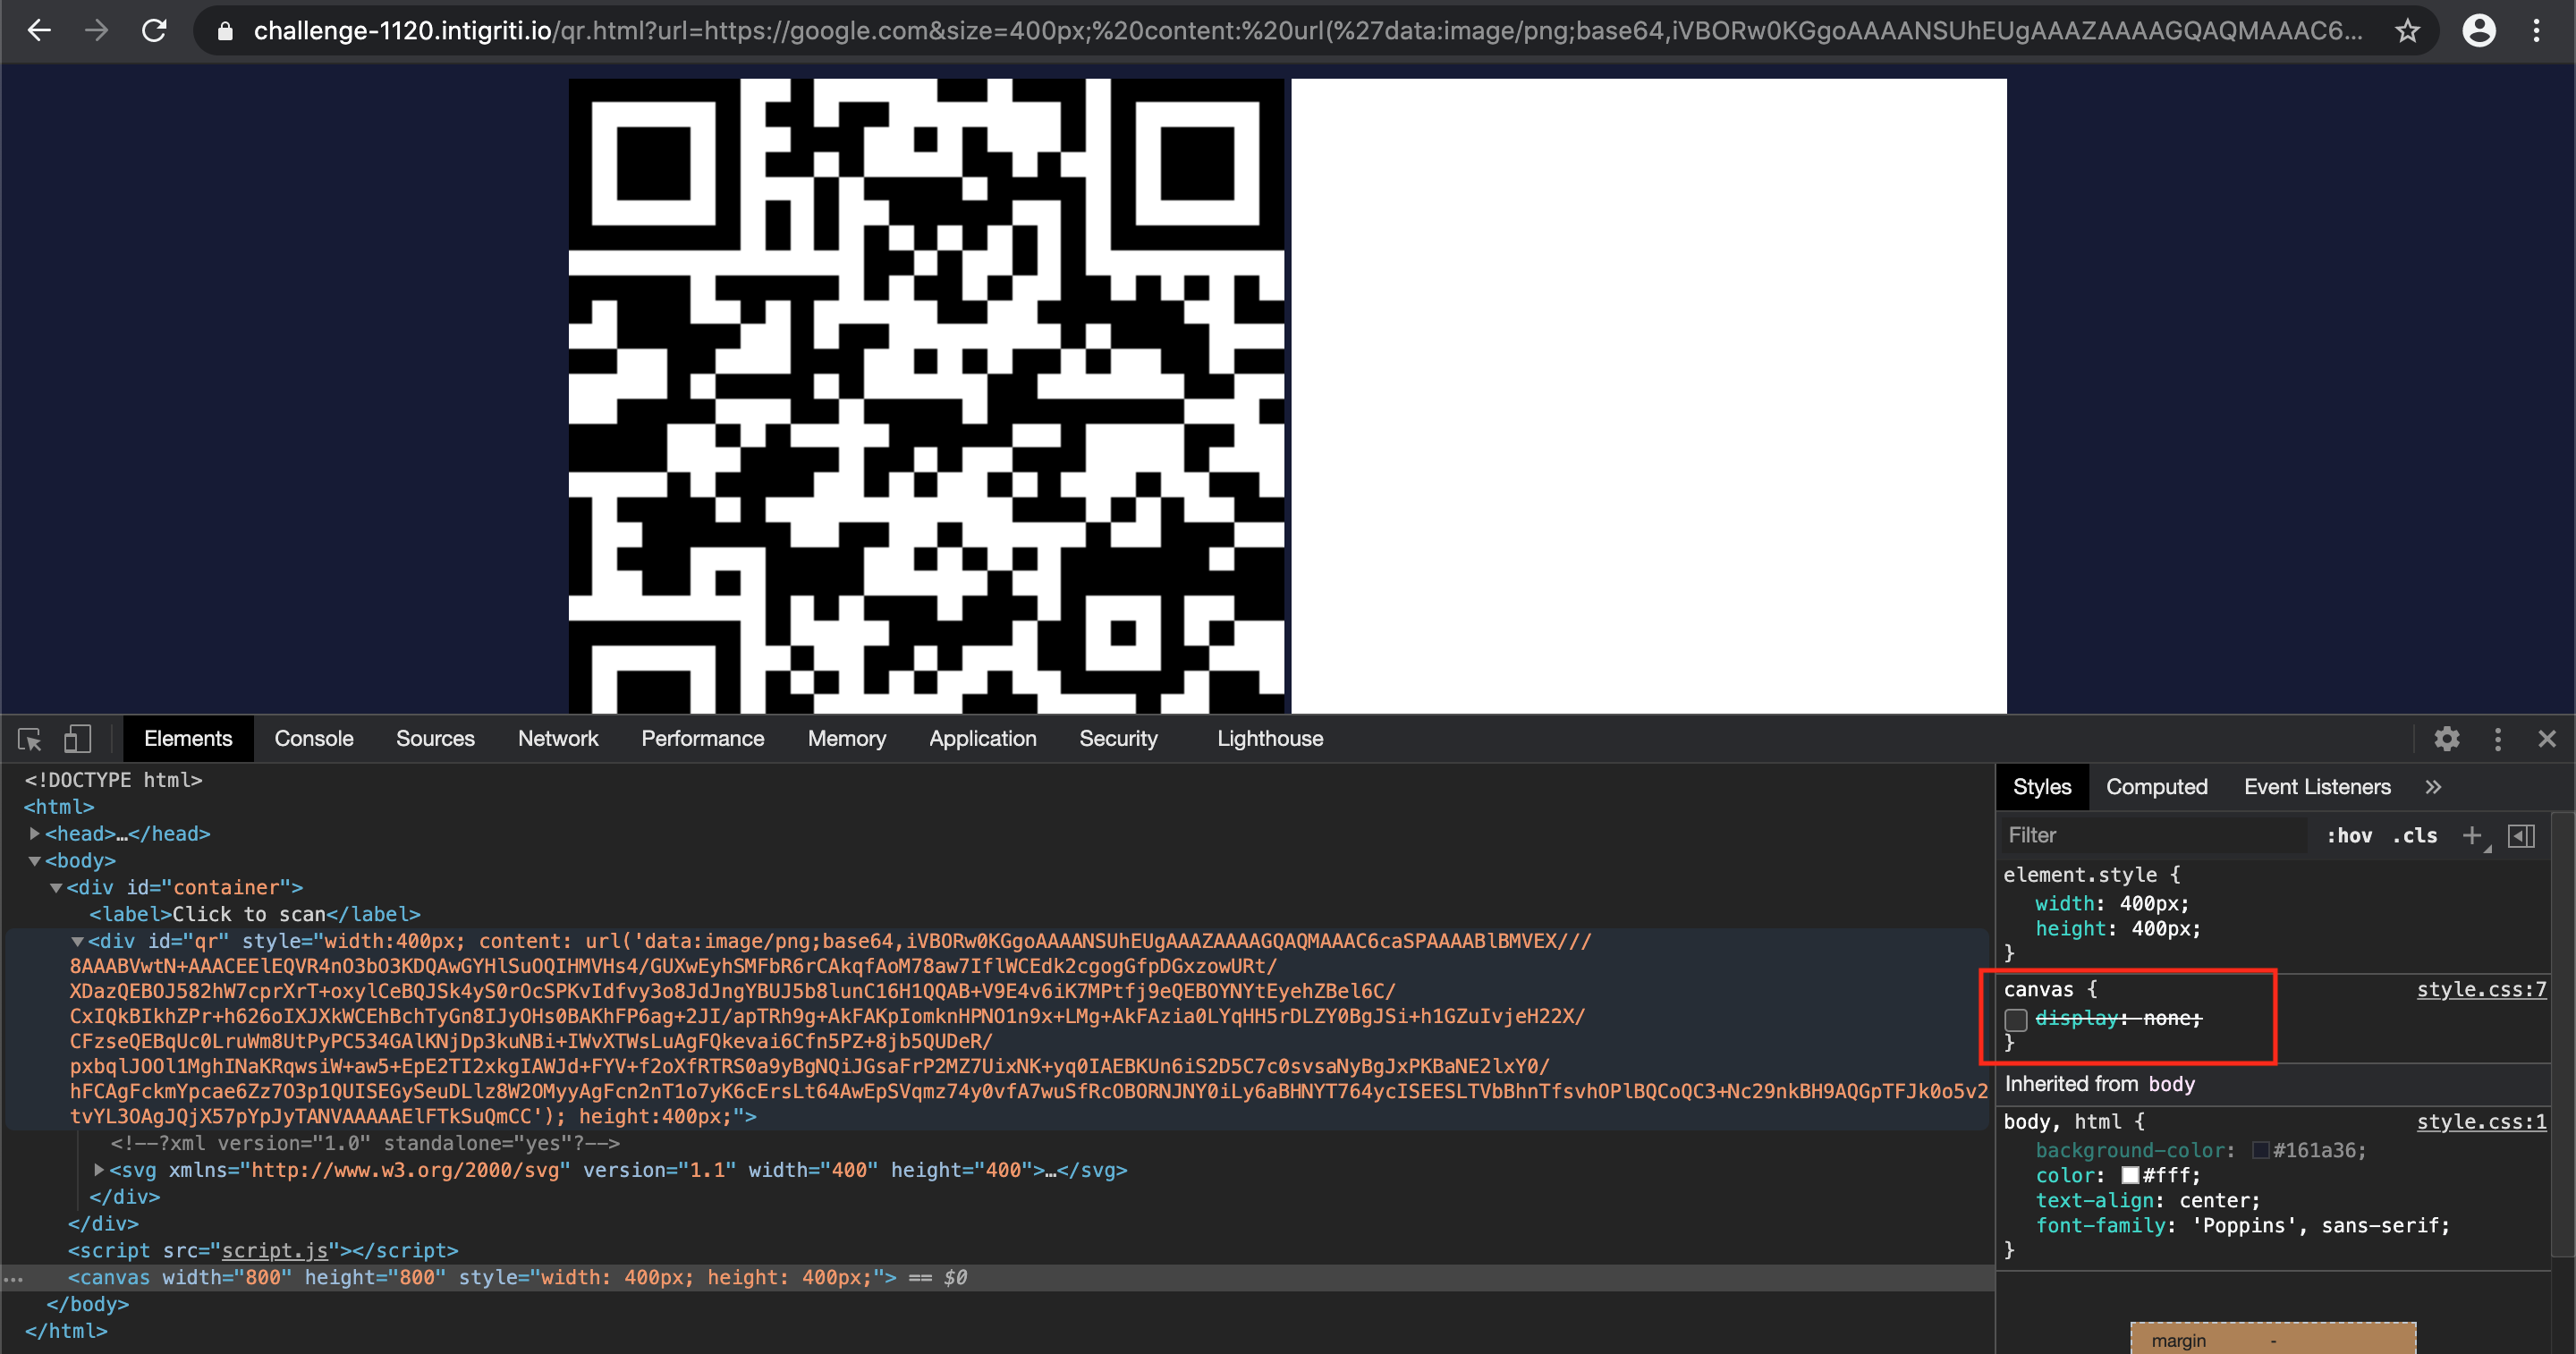 challenge-1120.intigriti.io/qr.html?url=https://google.com&size=400px;%20content:%20url(%27data:image/png;base64,iVBORw0KGgoAAAANSUhEUgAAAZAAAAGQAQMAAAC6...
Elements Console Sources Network Performance Memory Application Security Lighthouse
<!DOCTYPE html>
<html>
<head>…</head>
<body>
<div id="container">
<label>Click to scan</label>
<div id="qr" style="width:400px; content: url('data:image/png;base64,iVBORw0KGgoAAAANSUhEUgAAAZAAAAGQAQMAAAC6caSPAAAABlBMVEX///
8AAABVwtN+AAACEElEQVR4nO3bO3KDQAwGYHlSuOQIHMVHs4/GUXwEyhSMFbR6rCAkqfAoM78aw7IflWCEdk2cgogGfpDGxzowURt/
XDazQEBOJ582hW7cprXrT+oxylCeBQJSk4yS0rOcSPKvIdfvy3o8JdJngYBUJ5b8lunC16H1QQAB+V9E4v6iK7MPtfj9eQEBOYNYtEyehZBel6C/
CxIQkBIkhZPr+h626oIXJXkWCEhBchTyGn8IJyOHs0BAKhFP6ag+2JI/apTRh9g+AkFAKpIomknHPNO1n9x+LMg+AkFAzia0LYqHH5rDLZY0BgJSi+h1GZuIvjeH22X/
CFzseQEBqUc0LruWm8UtPyPC534GAlKNjDp3kuNBi+IWvXTWsLuAgFQkevai6Cfn5PZ+8jb5QUDeR/
pxbqlJOOl1MghINaKRqwsiW+aw5+EpE2TI2xkgIAWJd+FYV+f2oXfRTRS0a9yBgNQiJGsaFrP2MZ7UixNK+yq0IAEBKUn6iS2D5C7c0svsaNyBgJxPKBaNE2lxY0/
hFCAgFckmYpcae6Zz7O3p1QUISEGySeuDLlz8W2OMyyAgFcn2nT1o7yK6cErsLt64AwEpSVqmz74y0vfA7wuSfRcOBORNJNY0iLy6aBHNYT764ycISEESLTVbBhnTfsvhOPlBQCoQC3+Nc29nkBH9AQGpTFJk0o5v2
tvYL3OAgJQjX57pYpJyTANVAAAAAElFTkSuQmCC'); height:400px;">
<!--?xml version="1.0" standalone="yes"?-->
<svg xmlns="http://www.w3.org/2000/svg" version="1.1" width="400" height="400">…</svg>
</div>
</div>
<script src="script.js"></script>
<canvas width="800" height="800" style="width: 400px; height: 400px;"> == $0
</body>
</html>
Styles Computed Event Listeners »
Filter :hov .cls +
element.style {
width: 400px;
height: 400px;
}
canvas { style.css:7
display: none;
}
Inherited from body
body, html { style.css:1
background-color: #161a36;
color: #fff;
text-align: center;
font-family: 'Poppins', sans-serif;
}
margin -